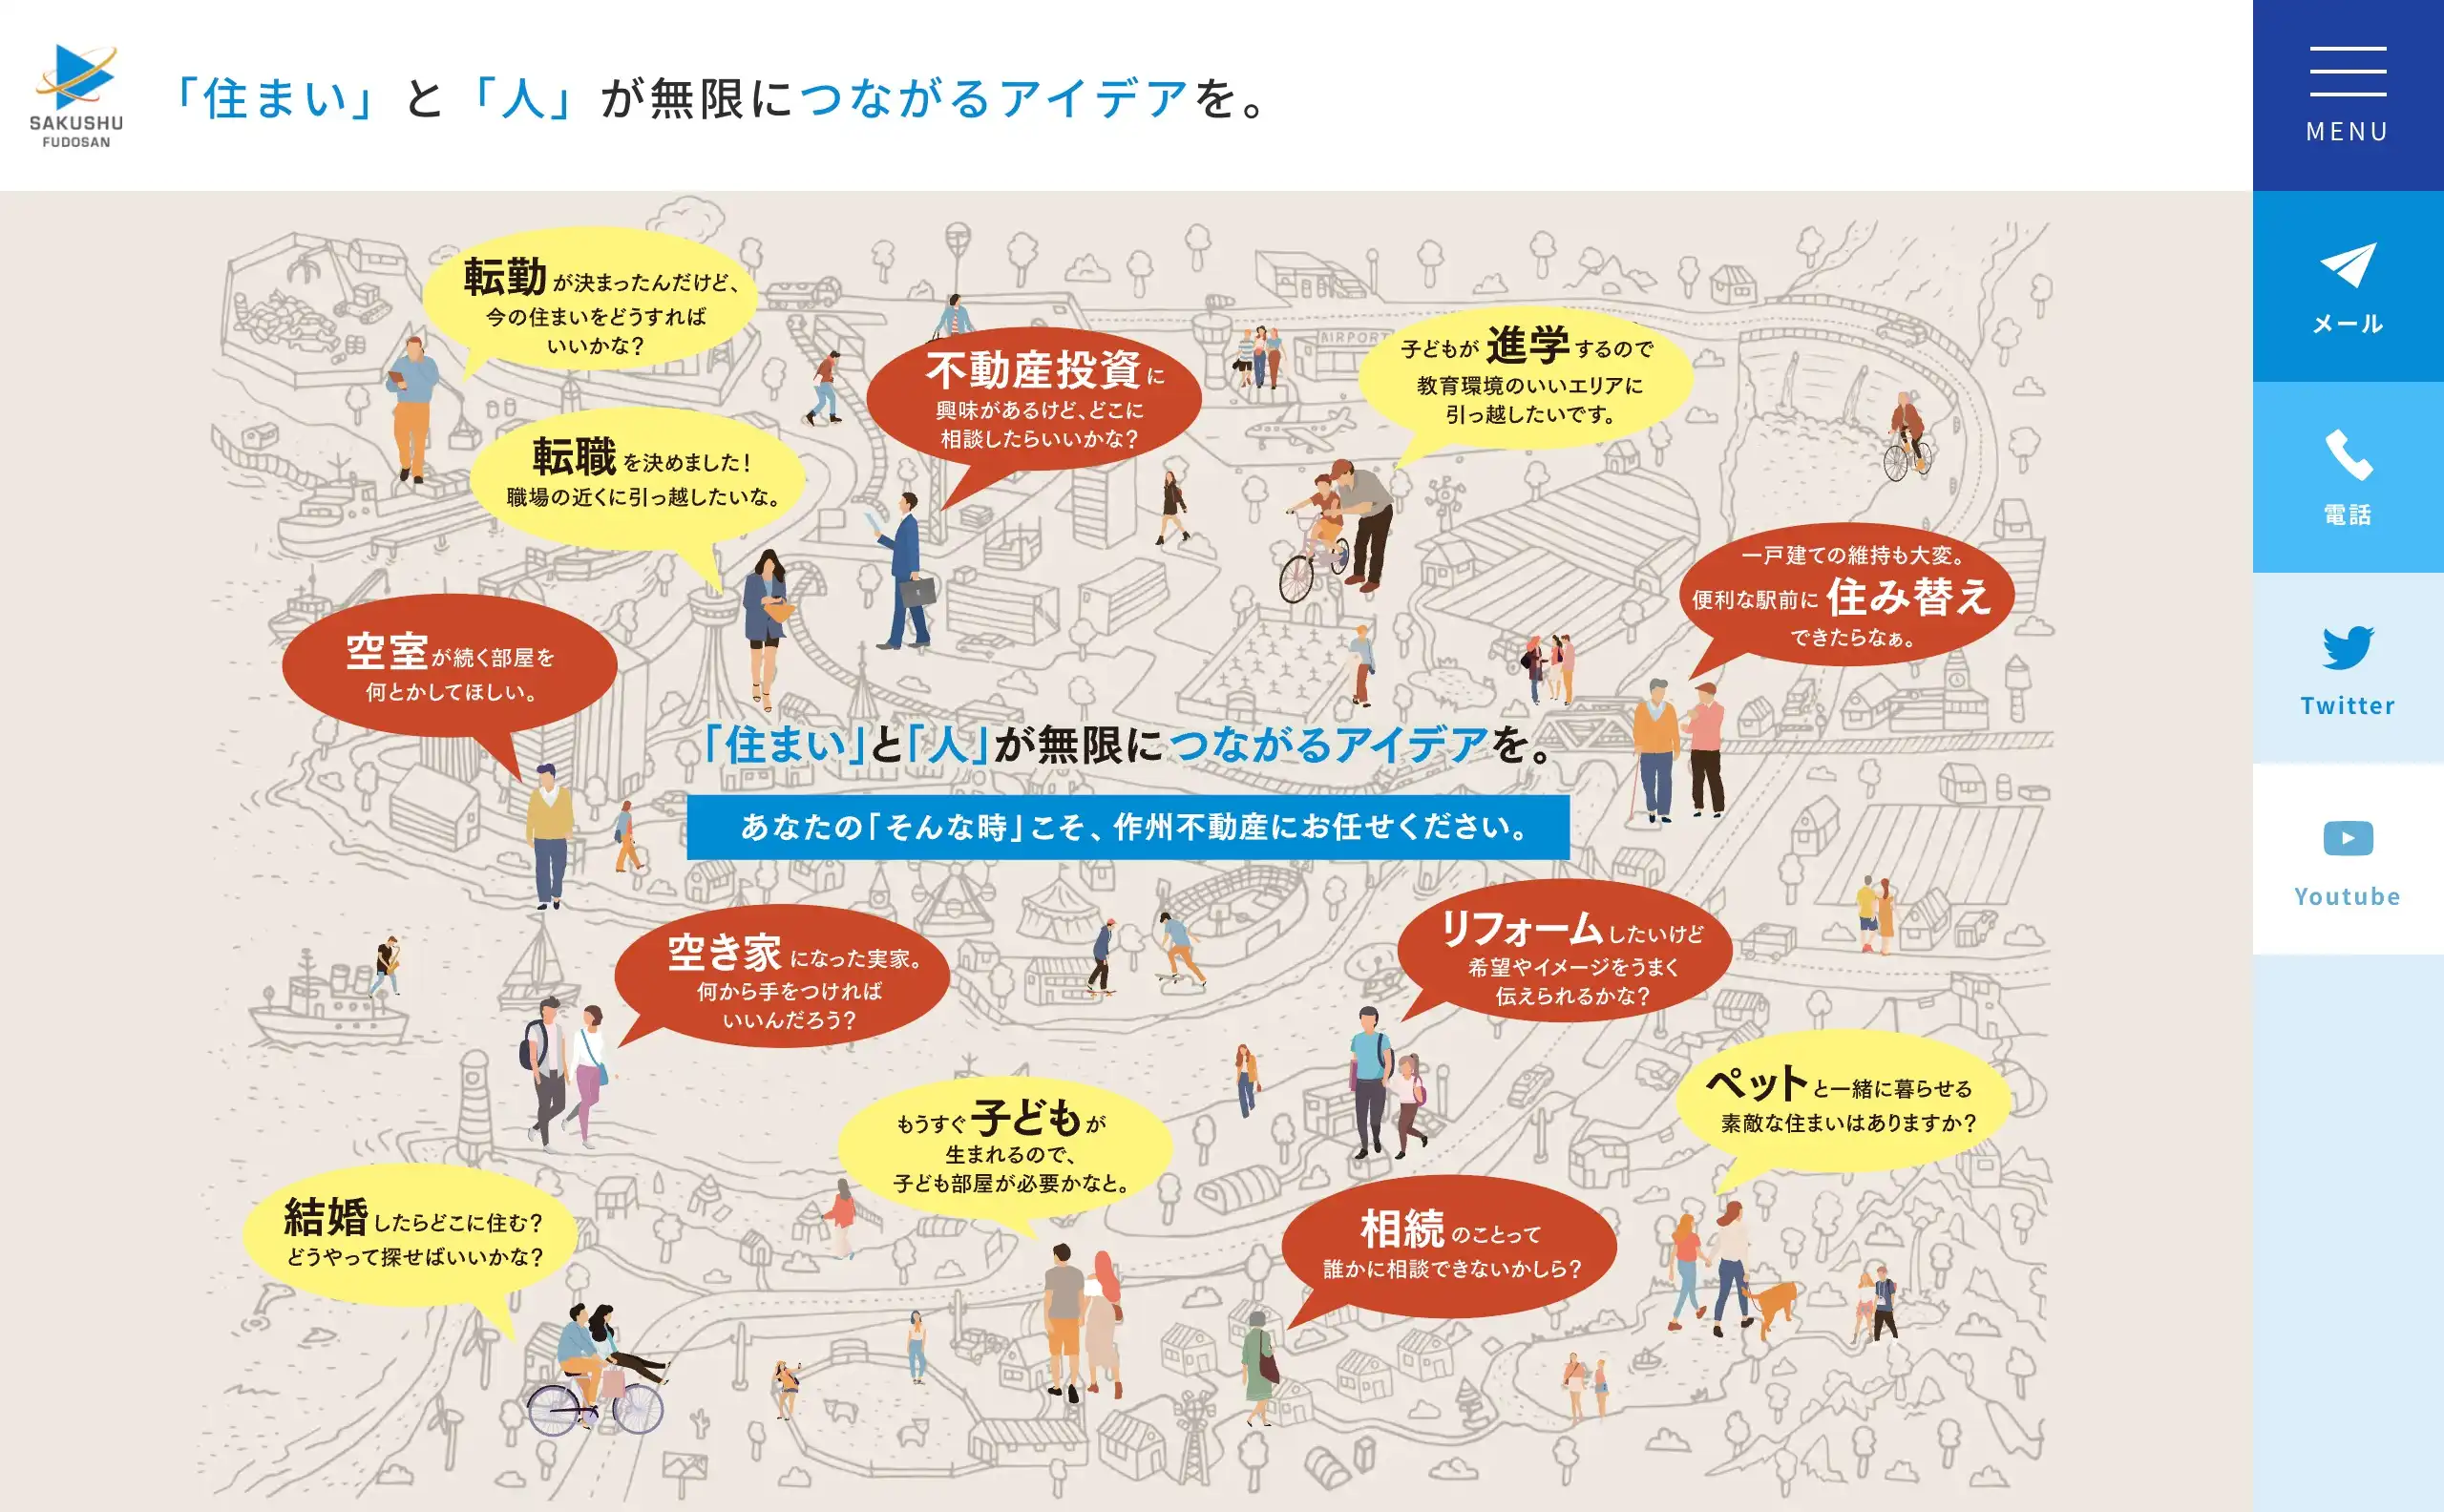 SAKUSHU
FUDOSAN
「住まい」と「人」が無限につながるアイデアを。
MENU
メール
電話
Twitter
Youtube
転勤が決まったんだけど、
今の住まいをどうすれば
いいかな?
転職を決めました!
職場の近くに引っ越したいな。
不動産投資に
興味があるけど、どこに
相談したらいいかな?
AIRPORT
子どもが進学するので
教育環境のいいエリアに
引っ越したいです。
一戸建ての維持も大変。
便利な駅前に住み替え
できたらなぁ。
空室が続く部屋を
何とかしてほしい。
「住まい」と「人」が無限につながるアイデアを。
あなたの「そんな時」こそ、作州不動産にお任せください。
空き家になった実家。
何から手をつければ
いいんだろう?
リフォームしたいけど
希望やイメージをうまく
伝えられるかな?
ペットと一緒に暮らせる
素敵な住まいはありますか?
もうすぐ子どもが
生まれるので、
子ども部屋が必要かなと。
結婚したらどこに住む?
どうやって探せばいいかな?
相続のことって
誰かに相談できないかしら?